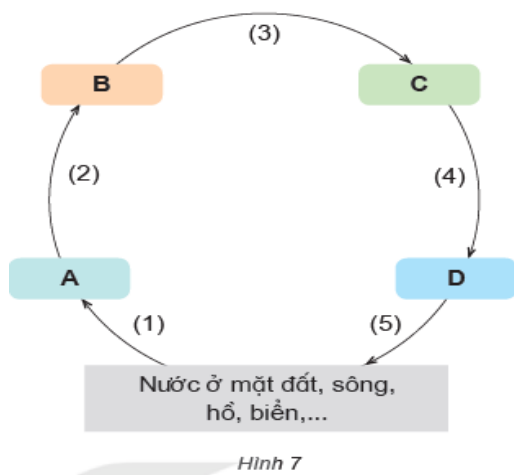 (3)
B
C
(2)
(4)
A
D
(1)
(5)
Nước ở mặt đất, sông,
hồ, biển,...
Hình 7